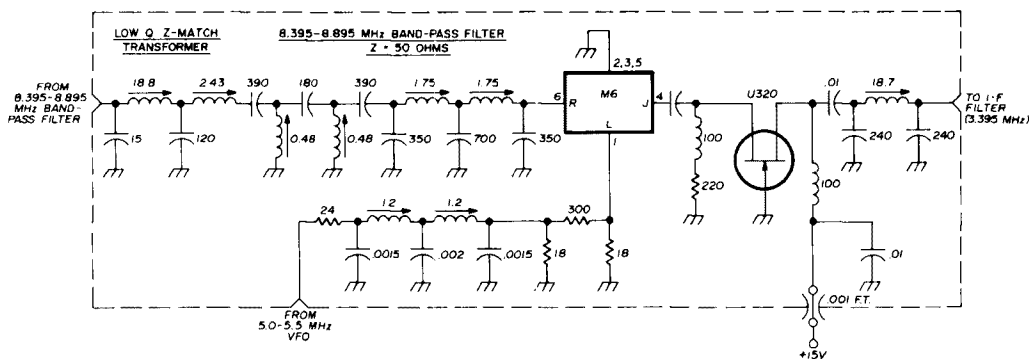 LOW Q Z-MATCH
TRANSFORMER
8.395-8.895 MHz BAND-PASS FILTER
Z = 50 OHMS
FROM
8.395-8.895
MHz BAND-
PASS FILTER
18.8
2.43
390
180
390
1.75
1.75
2,3,5
M6
6
R
J
4
L
1
U320
.01
18.7
TO I-F
FILTER
(3.395 MHz)
15
120
0.48
0.48
350
700
350
100
220
240
240
100
24
1.2
1.2
300
.0015
.002
.0015
18
18
.01
FROM
5.0-5.5 MHz
VFO
.001 F.T.
+15V